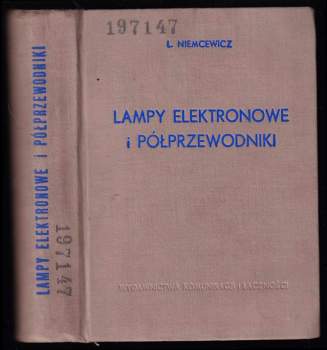 LAMPY ELEKTRONOWE i PÓŁPRZEWODNIKI
197147
197147
Ł. NIEMCEWICZ
LAMPY ELEKTRONOWE
i PÓŁPRZEWODNIKI
WYDAWNICTWA KOMUNIKACJI I ŁĄCZNOŚCI